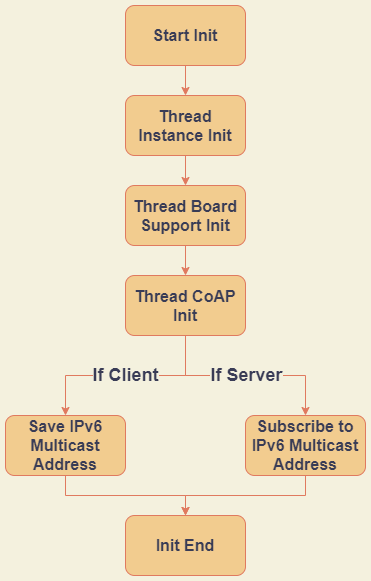 Start Init
Thread
Instance Init
Thread Board
Support Init
Thread CoAP
Init
If Client
If Server
Save IPv6
Multicast
Address
Subscribe to
IPv6 Multicast
Address
Init End